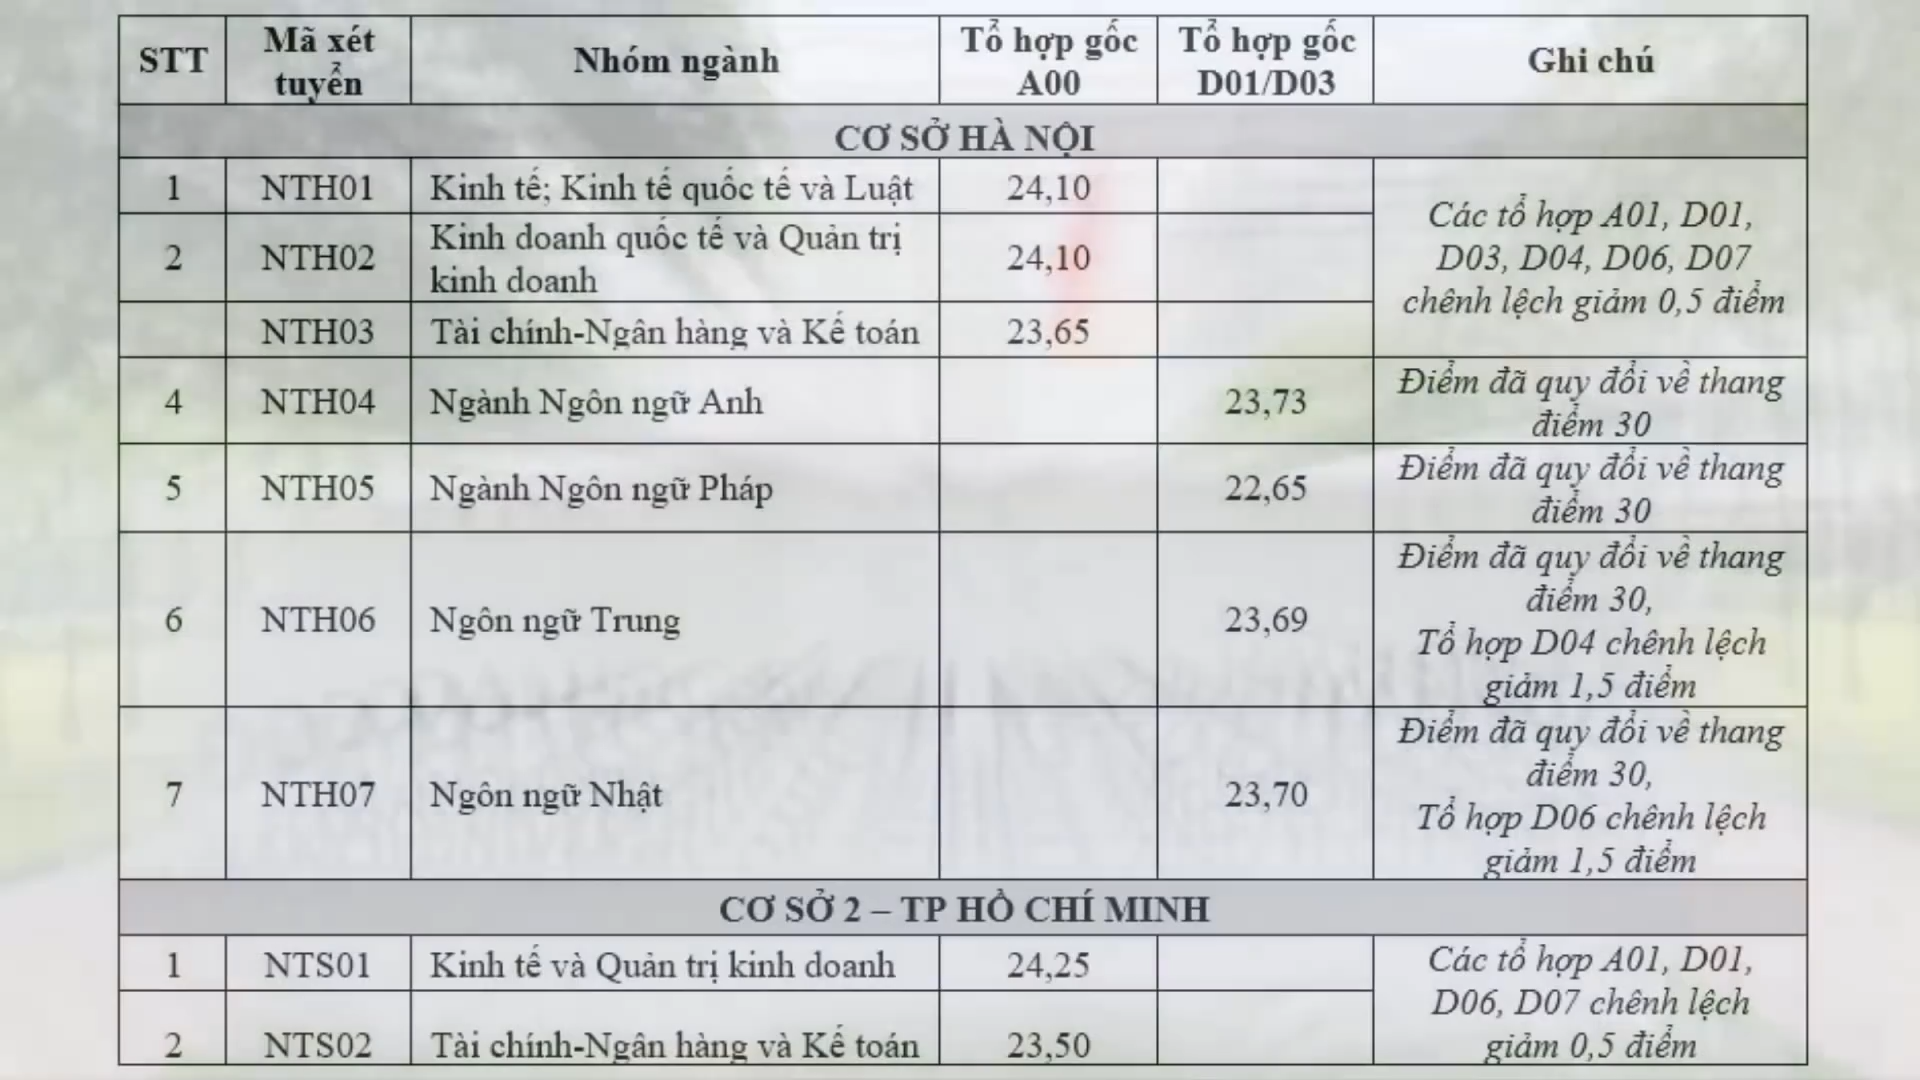 STT Mã xét tuyển Nhóm ngành Tổ hợp gốc A00 Tổ hợp gốc D01/D03 Ghi chú
CƠ SỞ HÀ NỘI
1 NTH01 Kinh tế; Kinh tế quốc tế và Luật 24,10
2 NTH02 Kinh doanh quốc tế và Quản trị kinh doanh 24,10
NTH03 Tài chính-Ngân hàng và Kế toán 23,65
Các tổ hợp A01, D01,
D03, D04, D06, D07
chênh lệch giảm 0,5 điểm
4 NTH04 Ngành Ngôn ngữ Anh 23,73 Điểm đã quy đổi về thang điểm 30
5 NTH05 Ngành Ngôn ngữ Pháp 22,65 Điểm đã quy đổi về thang điểm 30
6 NTH06 Ngôn ngữ Trung 23,69 Điểm đã quy đổi về thang điểm 30,
Tổ hợp D04 chênh lệch
giảm 1,5 điểm
7 NTH07 Ngôn ngữ Nhật 23,70 Điểm đã quy đổi về thang điểm 30,
Tổ hợp D06 chênh lệch
giảm 1,5 điểm
CƠ SỞ 2 – TP HỒ CHÍ MINH
1 NTS01 Kinh tế và Quản trị kinh doanh 24,25
2 NTS02 Tài chính-Ngân hàng và Kế toán 23,50
Các tổ hợp A01, D01,
D06, D07 chênh lệch
giảm 0,5 điểm